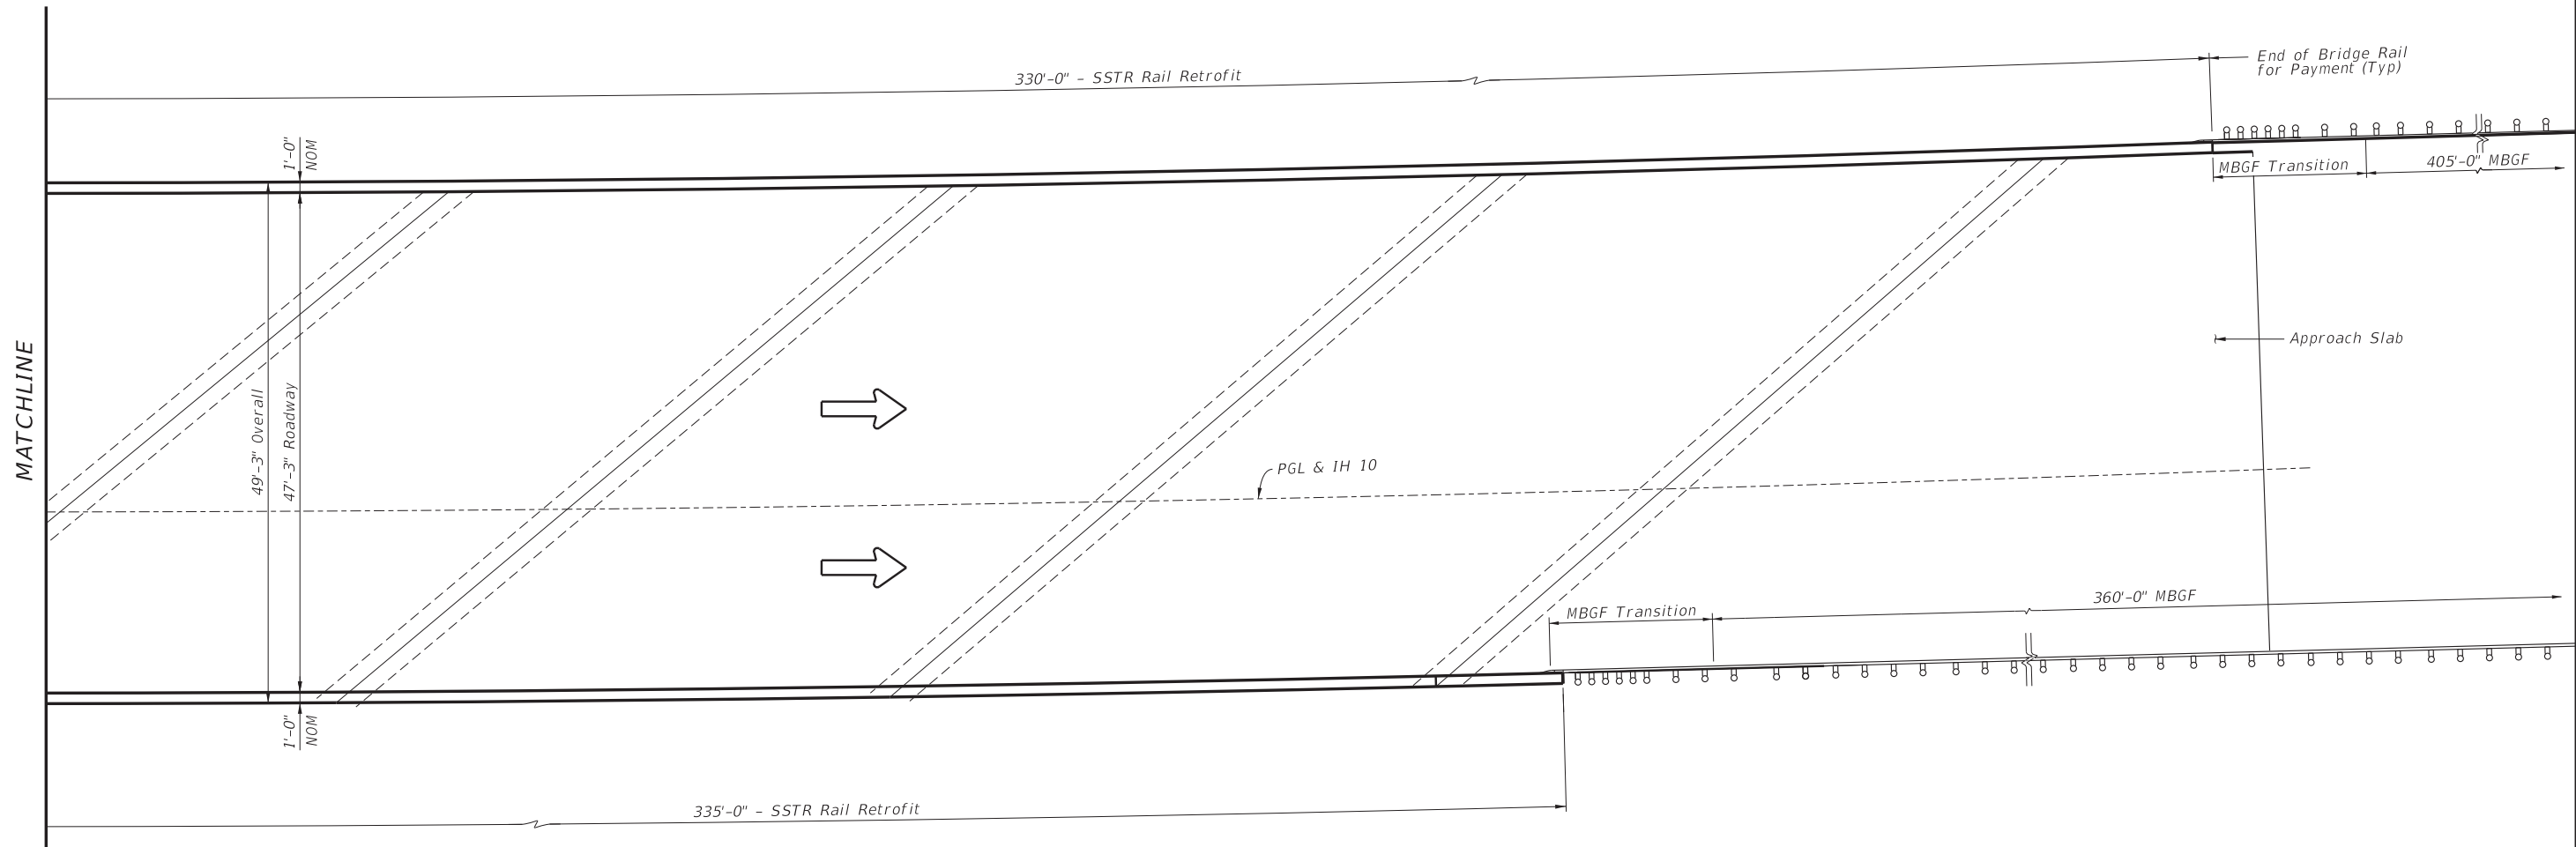 330'-0" - SSTR Rail Retrofit
End of Bridge Rail
for Payment (Typ)
1'-0"
NOM
MBGF Transition
405'-0" MBGF
MATCHLINE
49'-3" Overall
47'-3" Roadway
Approach Slab
PGL & IH 10
MBGF Transition
360'-0" MBGF
1'-0"
NOM
335'-0" - SSTR Rail Retrofit